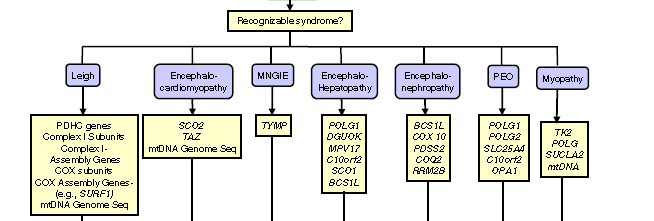 Recognizable syndrome?
Leigh
Encephalo-
cardiomyopathy
MNGIE
Encephalo-
Hepatopathy
Encephalo-
nephropathy
PEO
Myopathy
PDHC genes
Complex I Subunits
Complex I-
Assembly Genes
COX subunits
COX Assembly Genes-
(e.g., SURF1)
mtDNA Genome Seq
SCO2
TAZ
mtDNA Genome Seq
TYMP
POLG1
DGUOK
MPV17
C10orf2
SCO1
BCS1L
BCS1L
COX 10
PDSS2
COQ2
RRM2B
POLG1
POLG2
SLC25A4
C10orf2
OPA1
TK2
POLG
SUCLA2
mtDNA